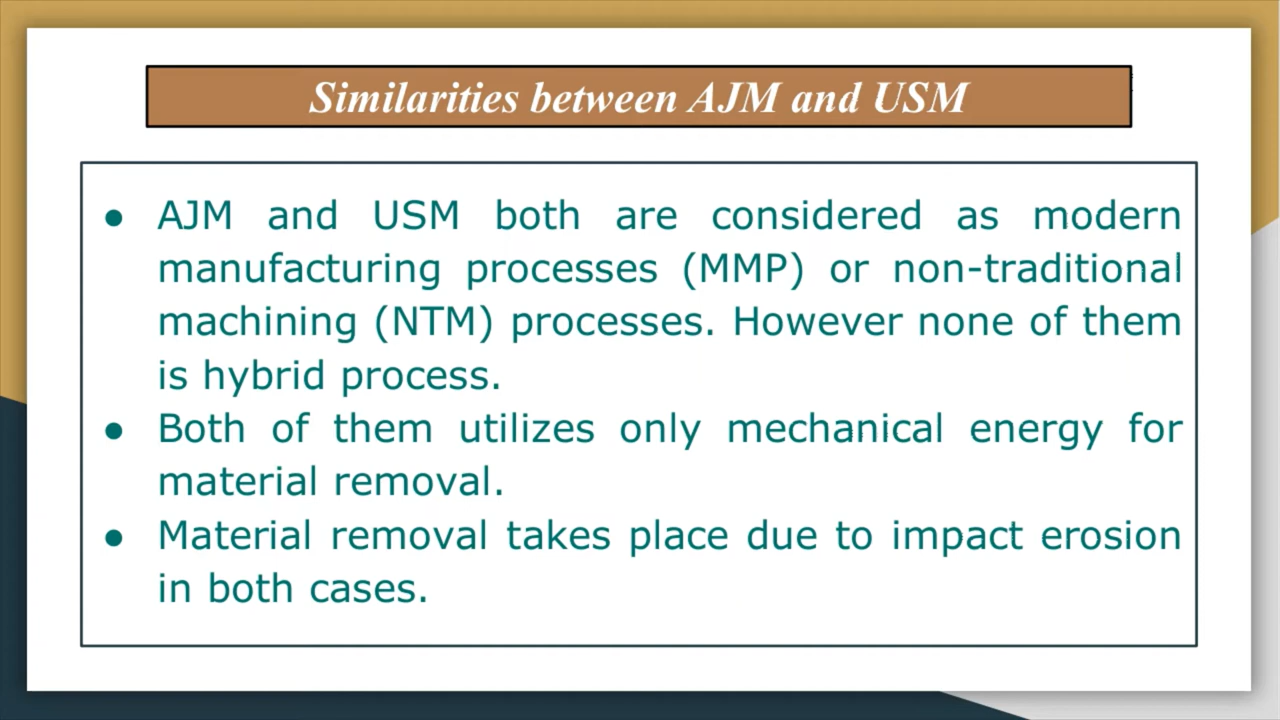 Similarities between AJM and USM
● AJM and USM both are considered as modern
manufacturing processes (MMP) or non-traditional
machining (NTM) processes. However none of them
is hybrid process.
● Both of them utilizes only mechanical energy for
material removal.
● Material removal takes place due to impact erosion
in both cases.